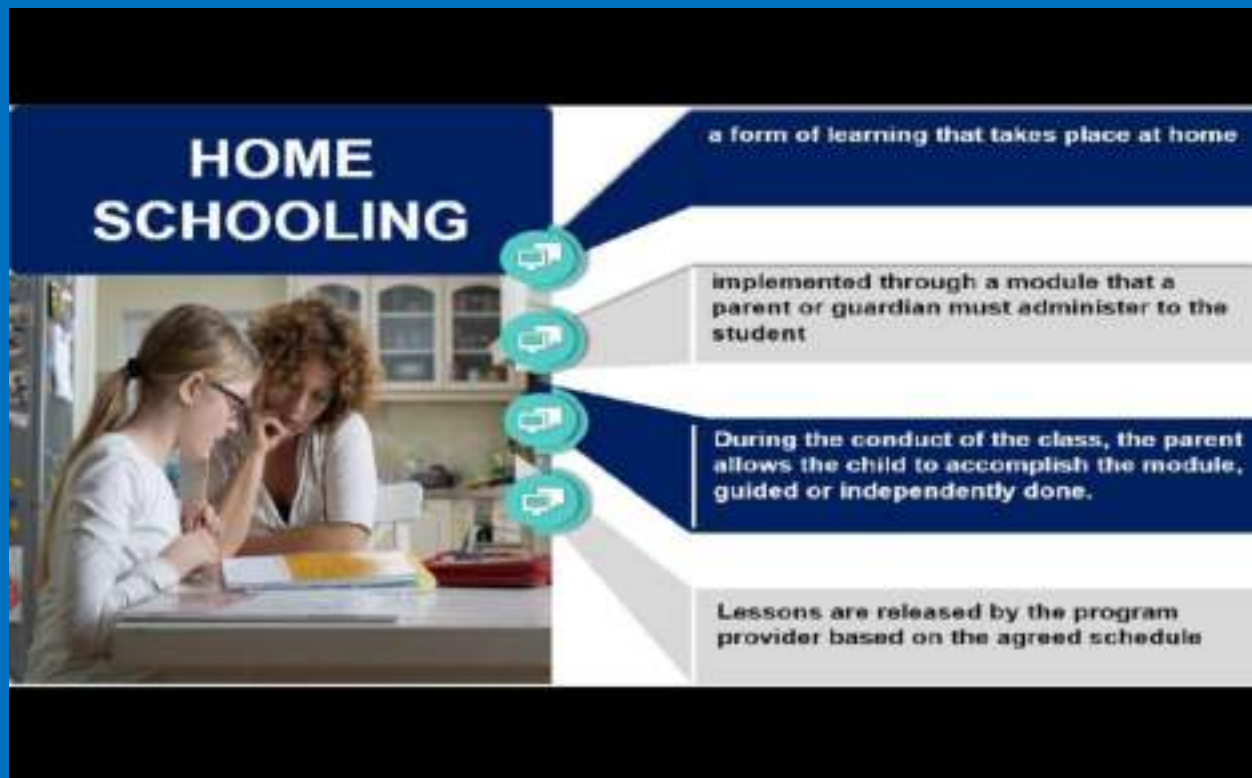 HOME
SCHOOLING
a form of learning that takes place at home
implemented through a module that a
parent or guardian must administer to the
student
During the conduct of the class, the parent
allows the child to accomplish the module,
guided or independently done.
Lessons are released by the program
provider based on the agreed schedule